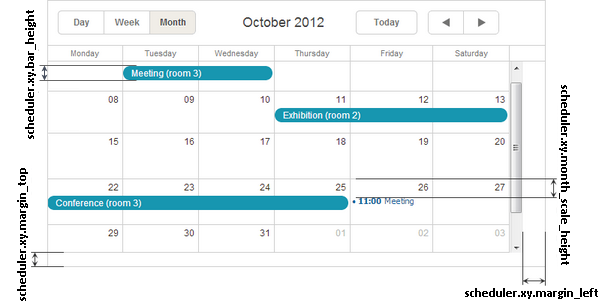 Day Week Month October 2012 Today
Monday Tuesday Wednesday Thursday Friday Saturday
Meeting (room 3)
08 09 10 11 12 13
Exhibition (room 2)
15 16 17 18 19 20
22 23 24 25 26 27
Conference (room 3) • 11:00 Meeting
29 30 31 01 02 03
scheduler.xy.bar_height
scheduler.xy.margin_top
scheduler.xy.month_scale_height
scheduler.xy.margin_left